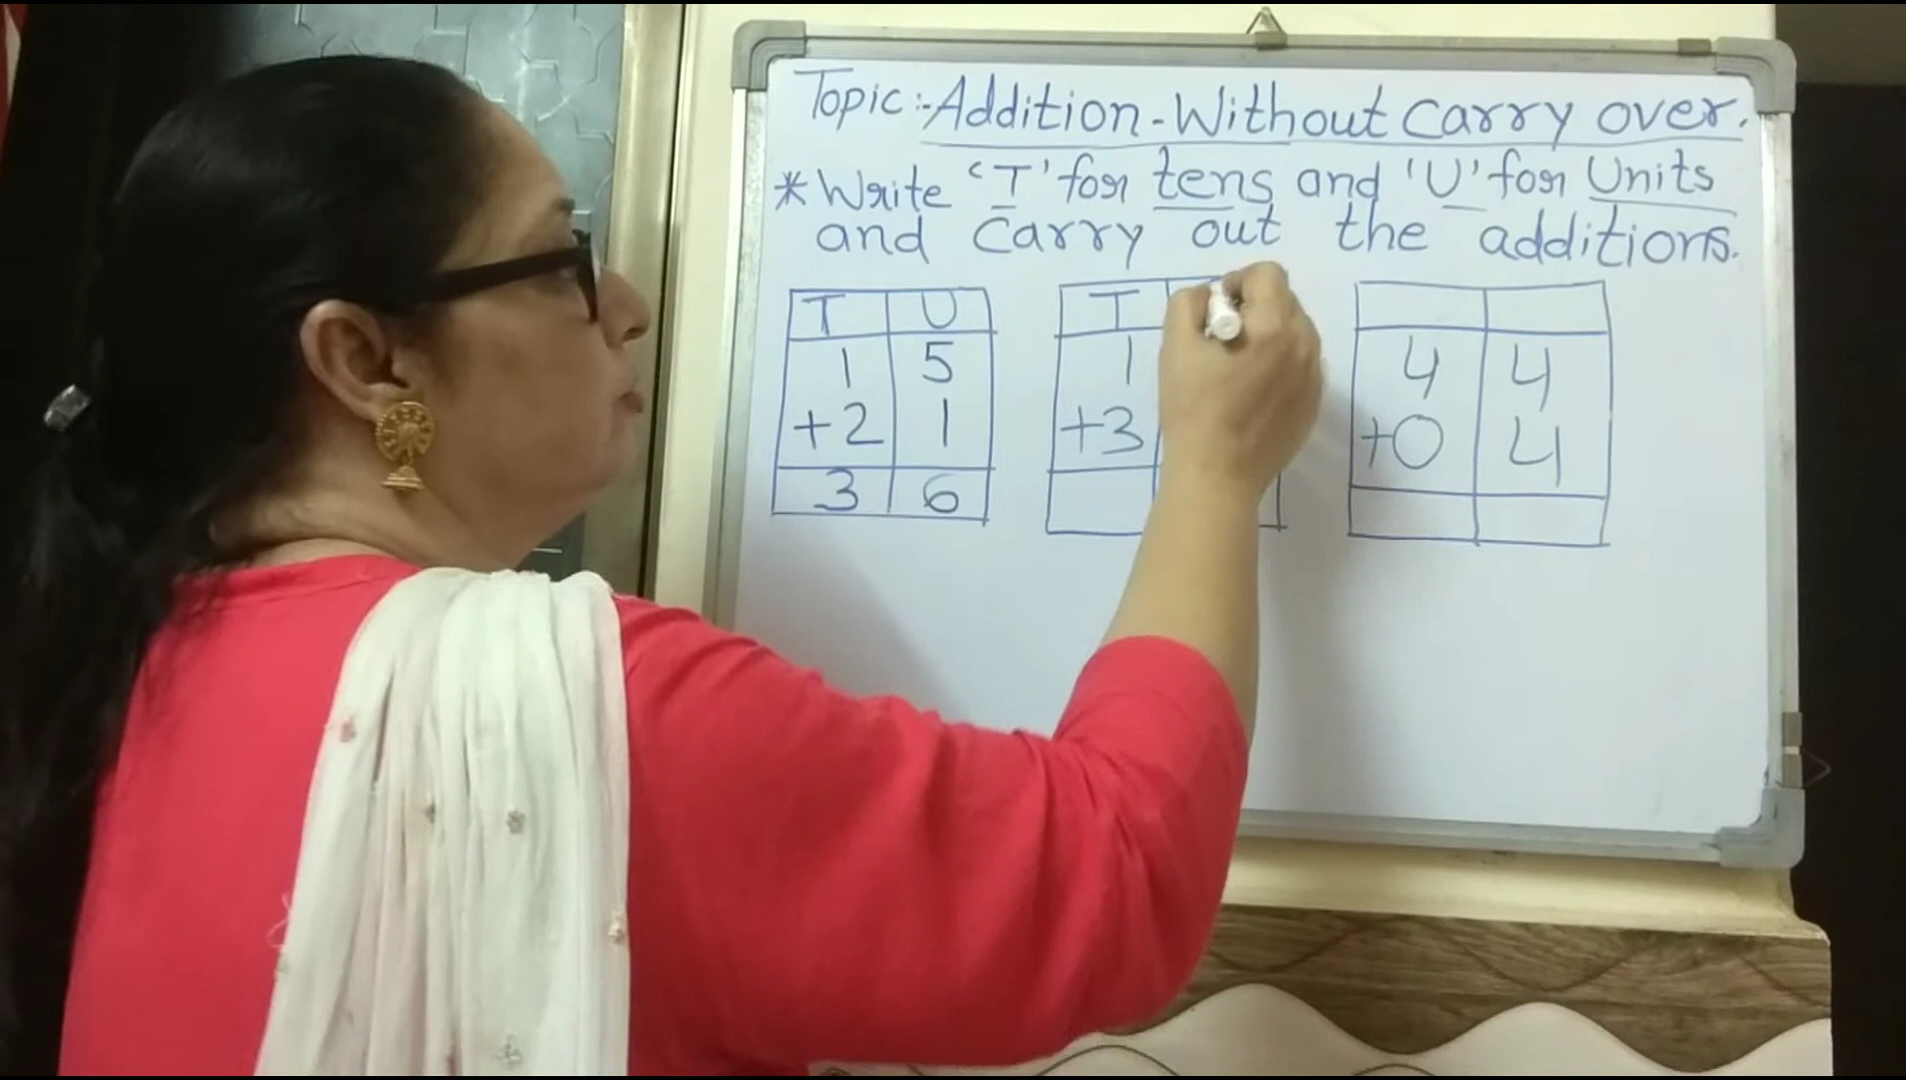 Topic:-Addition-Without Carry over.
*Write 'T' for tens and 'U' for Units
and Carry out the additions.
T U
1 5
+2 1
3 6
T
1
+3
4 4
+0 4